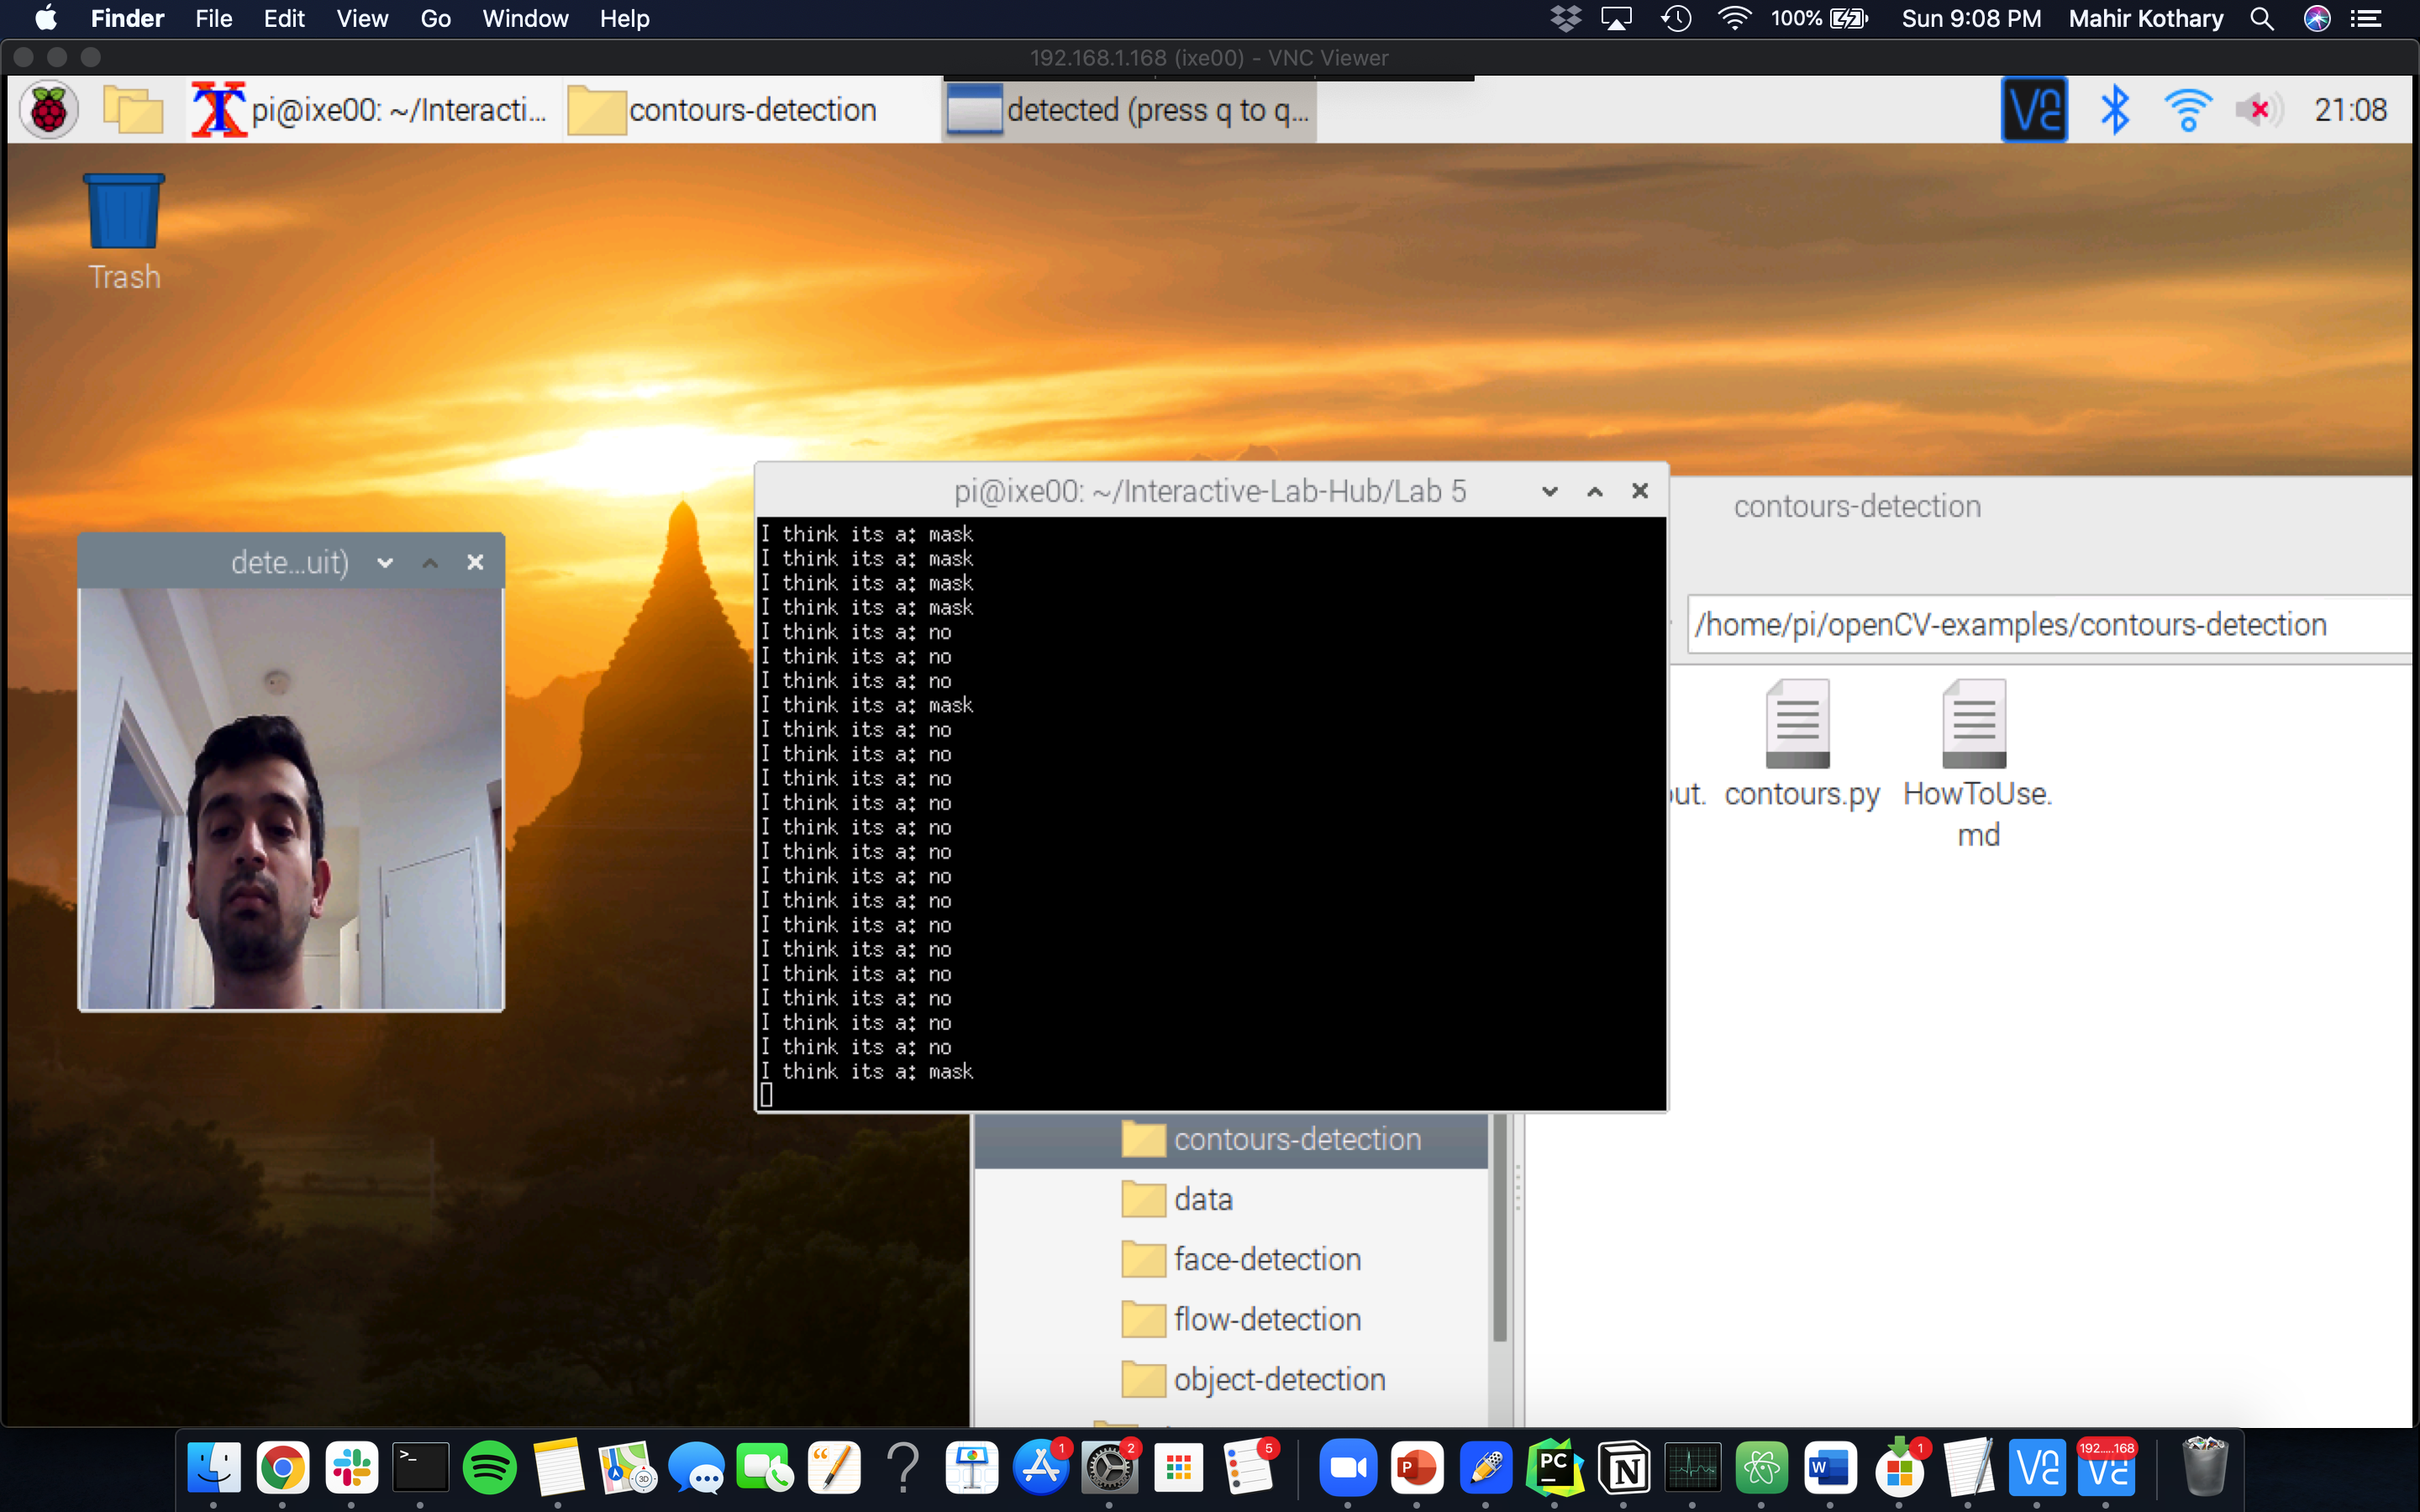 Finder File Edit View Go Window Help 100% Sun 9:08 PM Mahir Kothary
192.168.1.168 (ixe00) - VNC Viewer
pi@ixe00: ~/Interacti... contours-detection detected (press q to q... 21:08
Trash
pi@ixe00: ~/Interactive-Lab-Hub/Lab 5
contours-detection
dete...uit)
I think its a: mask
I think its a: mask
I think its a: mask
I think its a: mask
I think its a: no
I think its a: no
I think its a: no
I think its a: mask
I think its a: no
I think its a: no
I think its a: no
I think its a: no
I think its a: no
I think its a: no
I think its a: no
I think its a: no
I think its a: no
I think its a: no
I think its a: no
I think its a: no
I think its a: no
I think its a: no
I think its a: mask
/home/pi/openCV-examples/contours-detection
out. contours.py HowToUse.
md
contours-detection
data
face-detection
flow-detection
object-detection
1 2 5 1 192.....168
3D P PC N W